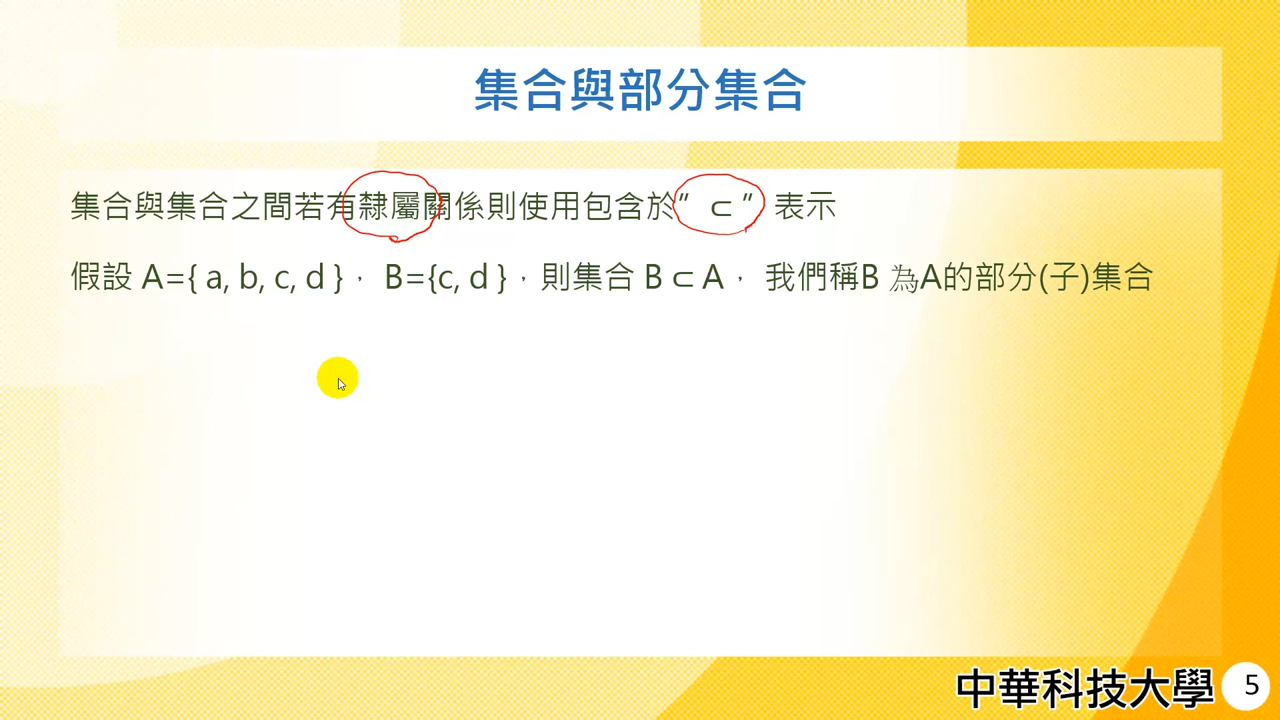 集合與部分集合
集合與集合之間若有隸屬關係則使用包含於” ⊂ ” 表示
假設 A={ a, b, c, d }， B={c, d }，則集合 B ⊂ A， 我們稱B 為A的部分(子)集合
中華科技大學 5